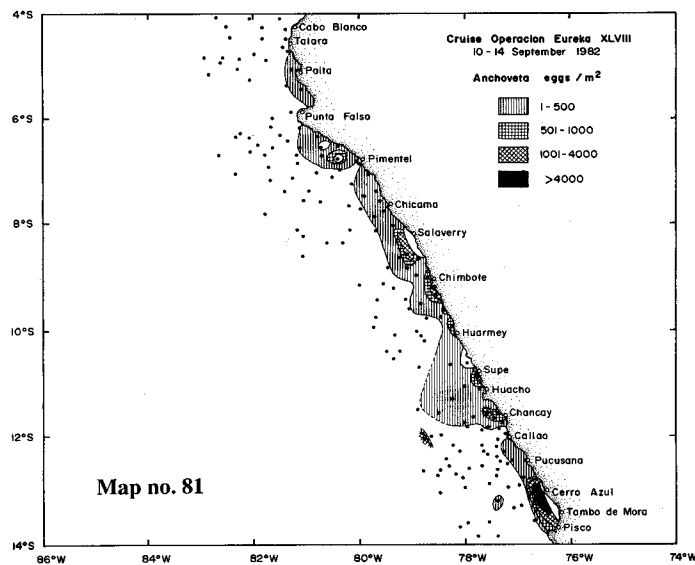 4°S
Cabo Blanco
Talara
Cruise Operacion Eureka XLVIII
10-14 September 1982
Paita
Anchoveta eggs/m²
1-500
6°S
Punta Falsa
501-1000
1001-4000
Pimentel
>4000
Chicama
8°S
Salaverry
Chimbote
10°S
Huarmey
Supe
Huacho
Chancay
12°S
Callao
Pucusana
Map no. 81
Cerro Azul
Tambo de Mora
Pisco
14°S
86°W
84°W
82°W
80°W
78°W
76°W
74°W